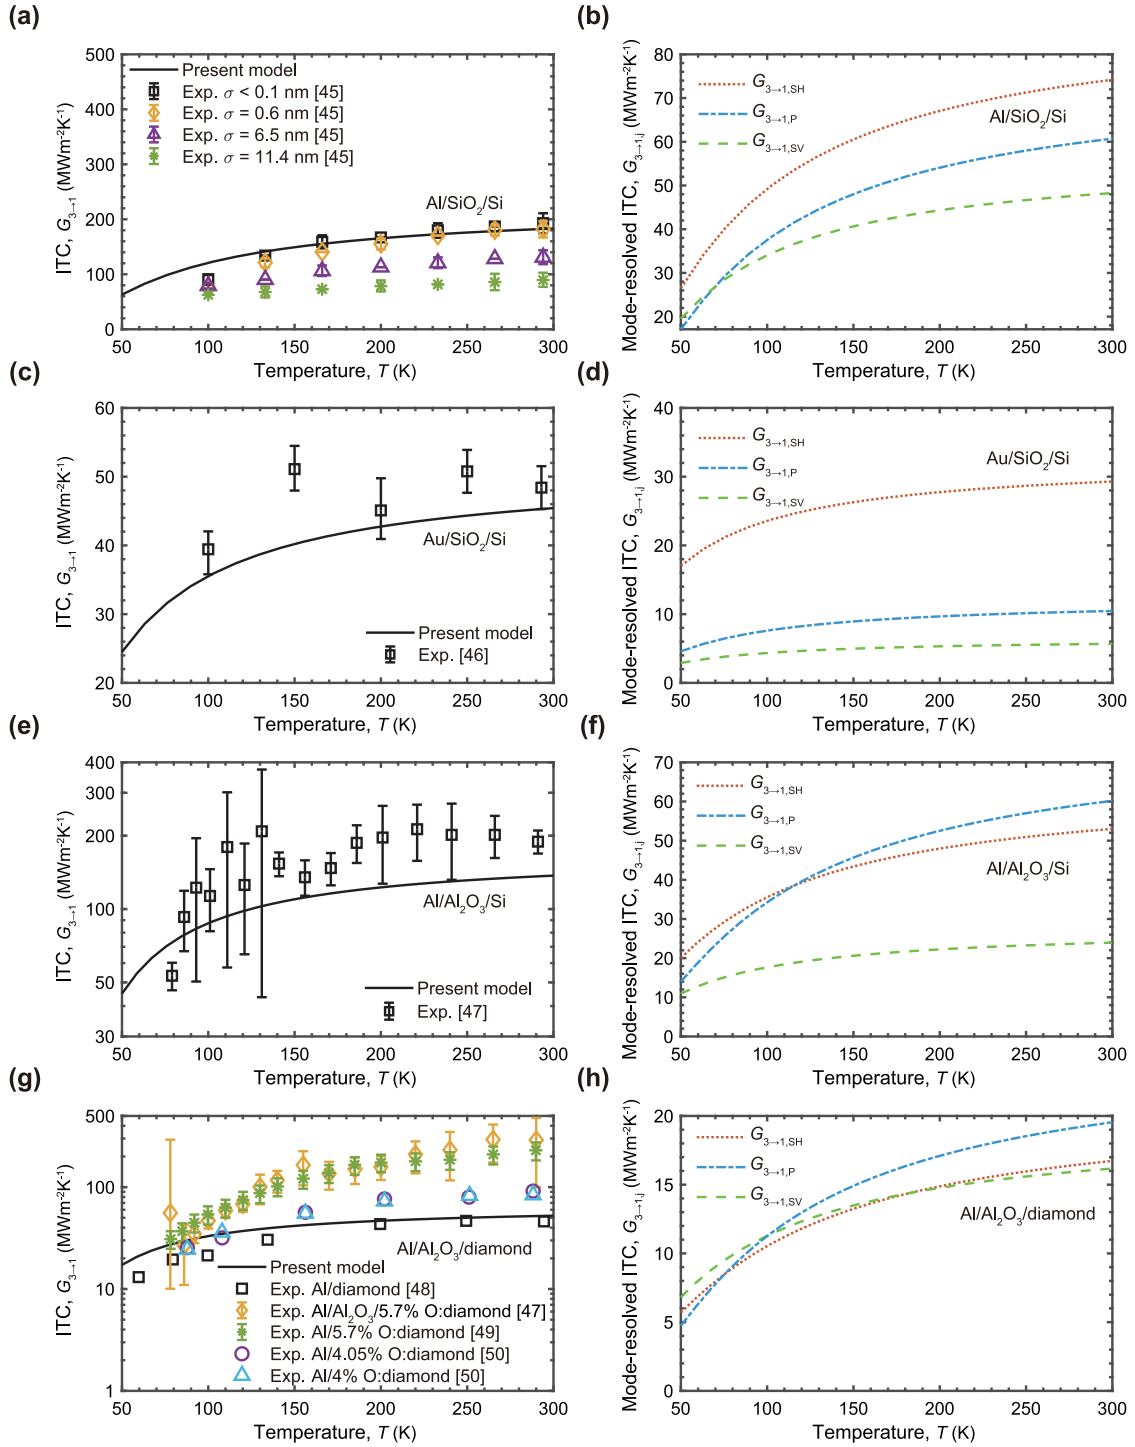 (a)
500
400
300
200
100
0
50 100 150 200 250 300
ITC, G3→1 (MWm-2K-1)
Temperature, T (K)
Present model
Exp. σ < 0.1 nm [45]
Exp. σ = 0.6 nm [45]
Exp. σ = 6.5 nm [45]
Exp. σ = 11.4 nm [45]
Al/SiO2/Si
(b)
80
70
60
50
40
30
20
50 100 150 200 250 300
Mode-resolved ITC, G3→1,j (MWm-2K-1)
Temperature, T (K)
G3→1,SH
G3→1,P
G3→1,SV
Al/SiO2/Si
(c)
60
50
40
30
20
50 100 150 200 250 300
ITC, G3→1 (MWm-2K-1)
Temperature, T (K)
Au/SiO2/Si
Present model
Exp. [46]
(d)
40
30
20
10
0
50 100 150 200 250 300
Mode-resolved ITC, G3→1,j (MWm-2K-1)
Temperature, T (K)
G3→1,SH
G3→1,P
G3→1,SV
Au/SiO2/Si
(e)
400
300
200
100
50
30
50 100 150 200 250 300
ITC, G3→1 (MWm-2K-1)
Temperature, T (K)
Al/Al2O3/Si
Present model
Exp. [47]
(f)
70
60
50
40
30
20
10
0
50 100 150 200 250 300
Mode-resolved ITC, G3→1,j (MWm-2K-1)
Temperature, T (K)
G3→1,SH
G3→1,P
G3→1,SV
Al/Al2O3/Si
(g)
500
100
10
1
50 100 150 200 250 300
ITC, G3→1 (MWm-2K-1)
Temperature, T (K)
Al/Al2O3/diamond
Present model
Exp. Al/diamond [48]
Exp. Al/Al2O3/5.7% O:diamond [47]
Exp. Al/5.7% O:diamond [49]
Exp. Al/4.05% O:diamond [50]
Exp. Al/4% O:diamond [50]
(h)
20
15
10
5
0
50 100 150 200 250 300
Mode-resolved ITC, G3→1,j (MWm-2K-1)
Temperature, T (K)
G3→1,SH
G3→1,P
G3→1,SV
Al/Al2O3/diamond